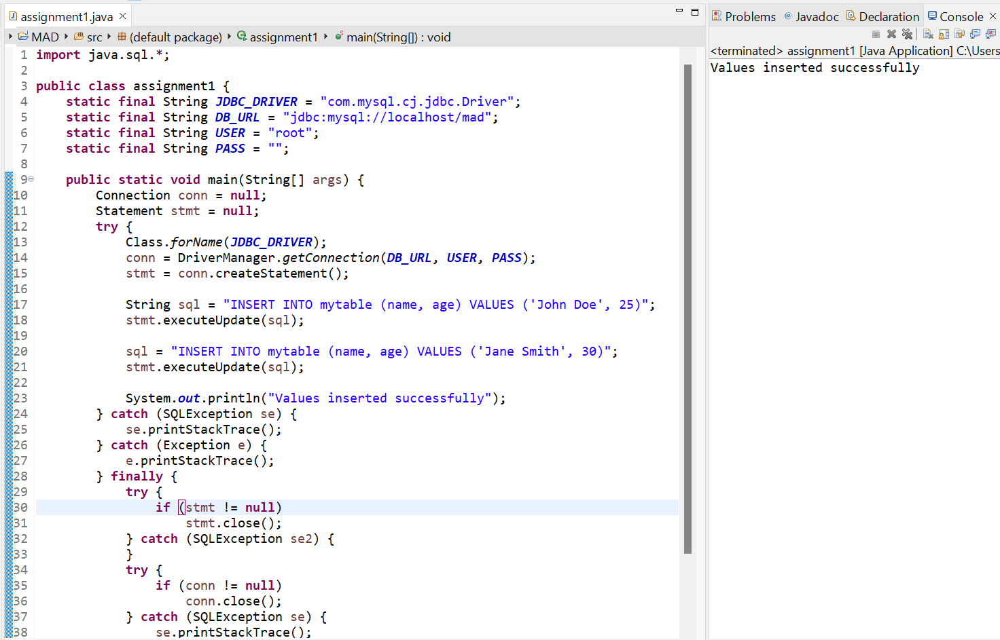 assignment1.java
MAD src (default package) assignment1 main(String[]) : void
1 import java.sql.*;
2
3 public class assignment1 {
4     static final String JDBC_DRIVER = "com.mysql.cj.jdbc.Driver";
5     static final String DB_URL = "jdbc:mysql://localhost/mad";
6     static final String USER = "root";
7     static final String PASS = "";
8
9     public static void main(String[] args) {
10         Connection conn = null;
11         Statement stmt = null;
12         try {
13             Class.forName(JDBC_DRIVER);
14             conn = DriverManager.getConnection(DB_URL, USER, PASS);
15             stmt = conn.createStatement();
16
17             String sql = "INSERT INTO mytable (name, age) VALUES ('John Doe', 25)";
18             stmt.executeUpdate(sql);
19
20             sql = "INSERT INTO mytable (name, age) VALUES ('Jane Smith', 30)";
21             stmt.executeUpdate(sql);
22
23             System.out.println("Values inserted successfully");
24         } catch (SQLException se) {
25             se.printStackTrace();
26         } catch (Exception e) {
27             e.printStackTrace();
28         } finally {
29             try {
30                 if (stmt != null)
31                     stmt.close();
32             } catch (SQLException se2) {
33             }
34             try {
35                 if (conn != null)
36                     conn.close();
37             } catch (SQLException se) {
38                 se.printStackTrace();
Problems Javadoc Declaration Console
<terminated> assignment1 [Java Application] C:\Users
Values inserted successfully